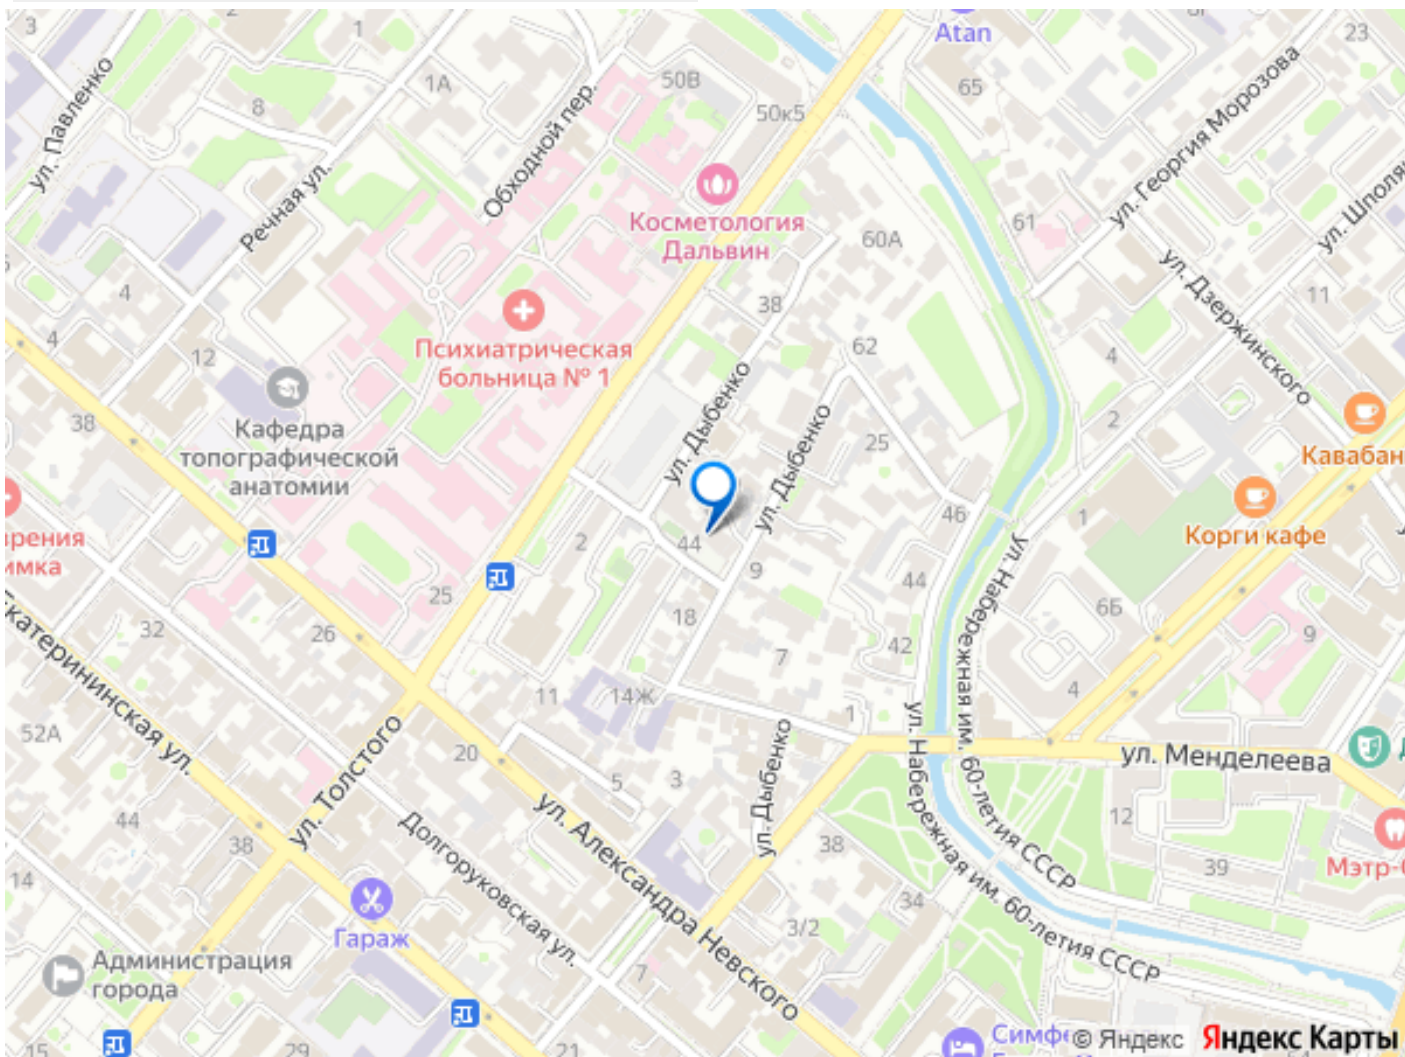 3
1
Atan
23
ул. Павленко
8
1А
50В
65
50к5
ул. Георгия Морозова
Обходной пер.
Речная ул.
Косметология
Дальвин
60А
61
ул. Дзержинского
4
38
11
4
12
Психиатрическая
больница № 1
62
4
38
Кафедра
топографической
анатомии
ул. Дыбенко
ул. Дыбенко
25
2
Кавабан
Корги кафе
46
1
2
44
9
44
25
18
6Б
9
32
26
42
7
4
Екатерининская ул.
ул. Набережная им. 60-летия СССР
11
14Ж
1
52А
20
ул. Толстого
5
3
ул. Дыбенко
ул. Менделеева
12
44
38
Долгоруковская ул.
ул. Александра Невского
38
39
14
34
ул. Набережная им. 60-летия СССР
Гараж
3/2
Администрация
города
7
29
21
© Яндекс
Яндекс Карты